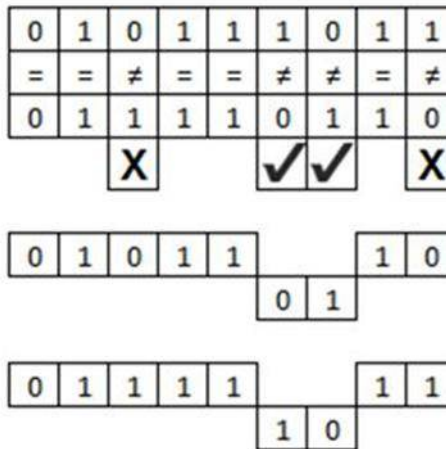 0 1 0 1 1 1 0 1 1
= = ≠ = = ≠ ≠ = ≠
0 1 1 1 1 0 1 1 0
X ✓ ✓ X
0 1 0 1 1 1 0
0 1
0 1 1 1 1 1 1
1 0